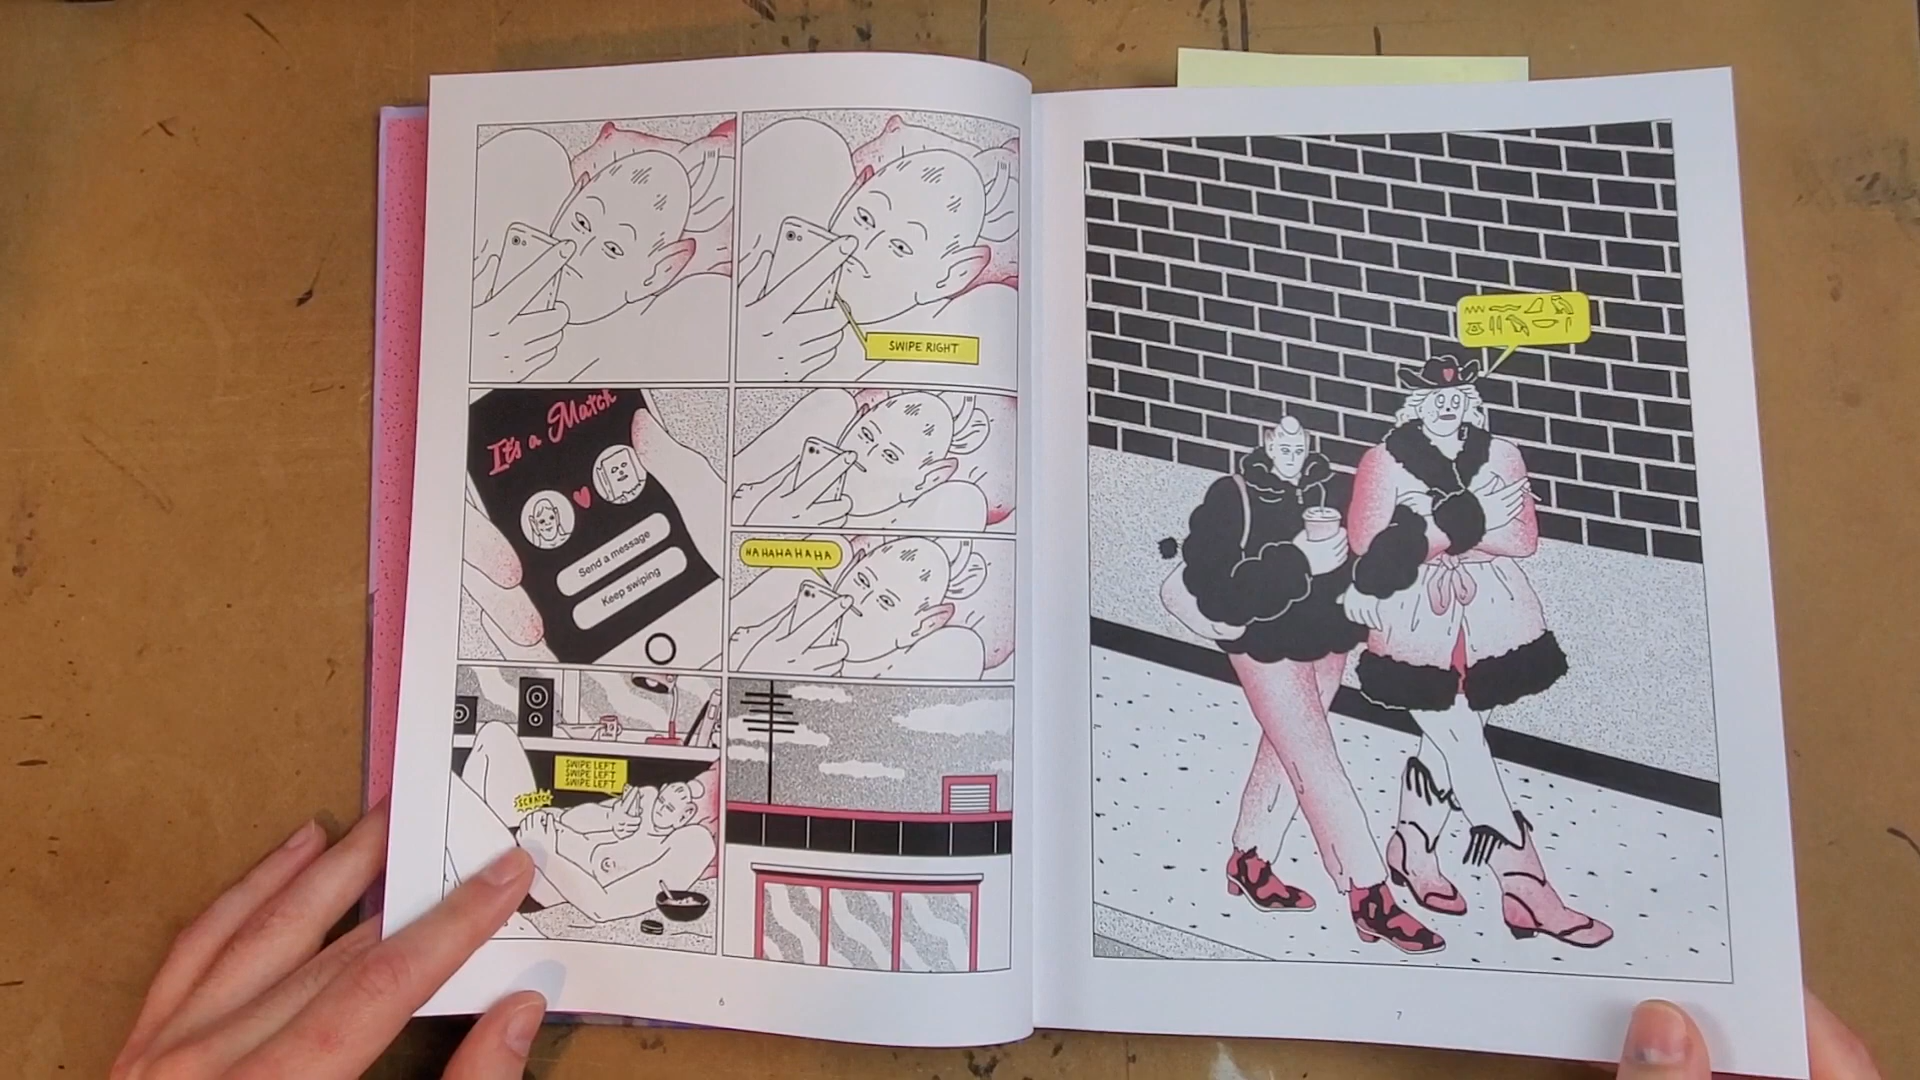 SWIPE RIGHT
It's a Match
Send a message
Keep swiping
HAHAHAHAHA
SWIPE LEFT
SWIPE LEFT
SWIPE LEFT
SCRATCH
6
7